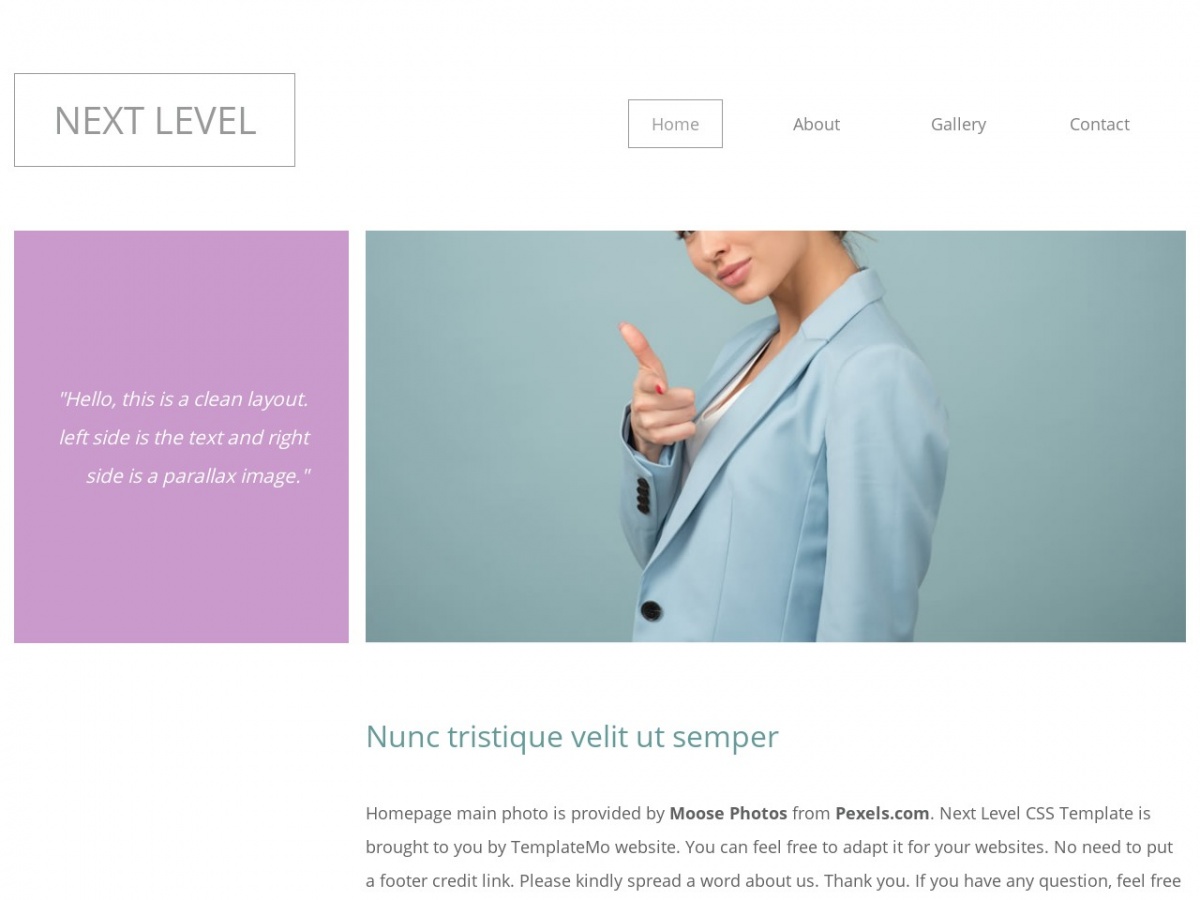 NEXT LEVEL
Home
About
Gallery
Contact
"Hello, this is a clean layout.
left side is the text and right
side is a parallax image."
Nunc tristique velit ut semper
Homepage main photo is provided by Moose Photos from Pexels.com. Next Level CSS Template is
brought to you by TemplateMo website. You can feel free to adapt it for your websites. No need to put
a footer credit link. Please kindly spread a word about us. Thank you. If you have any question, feel free